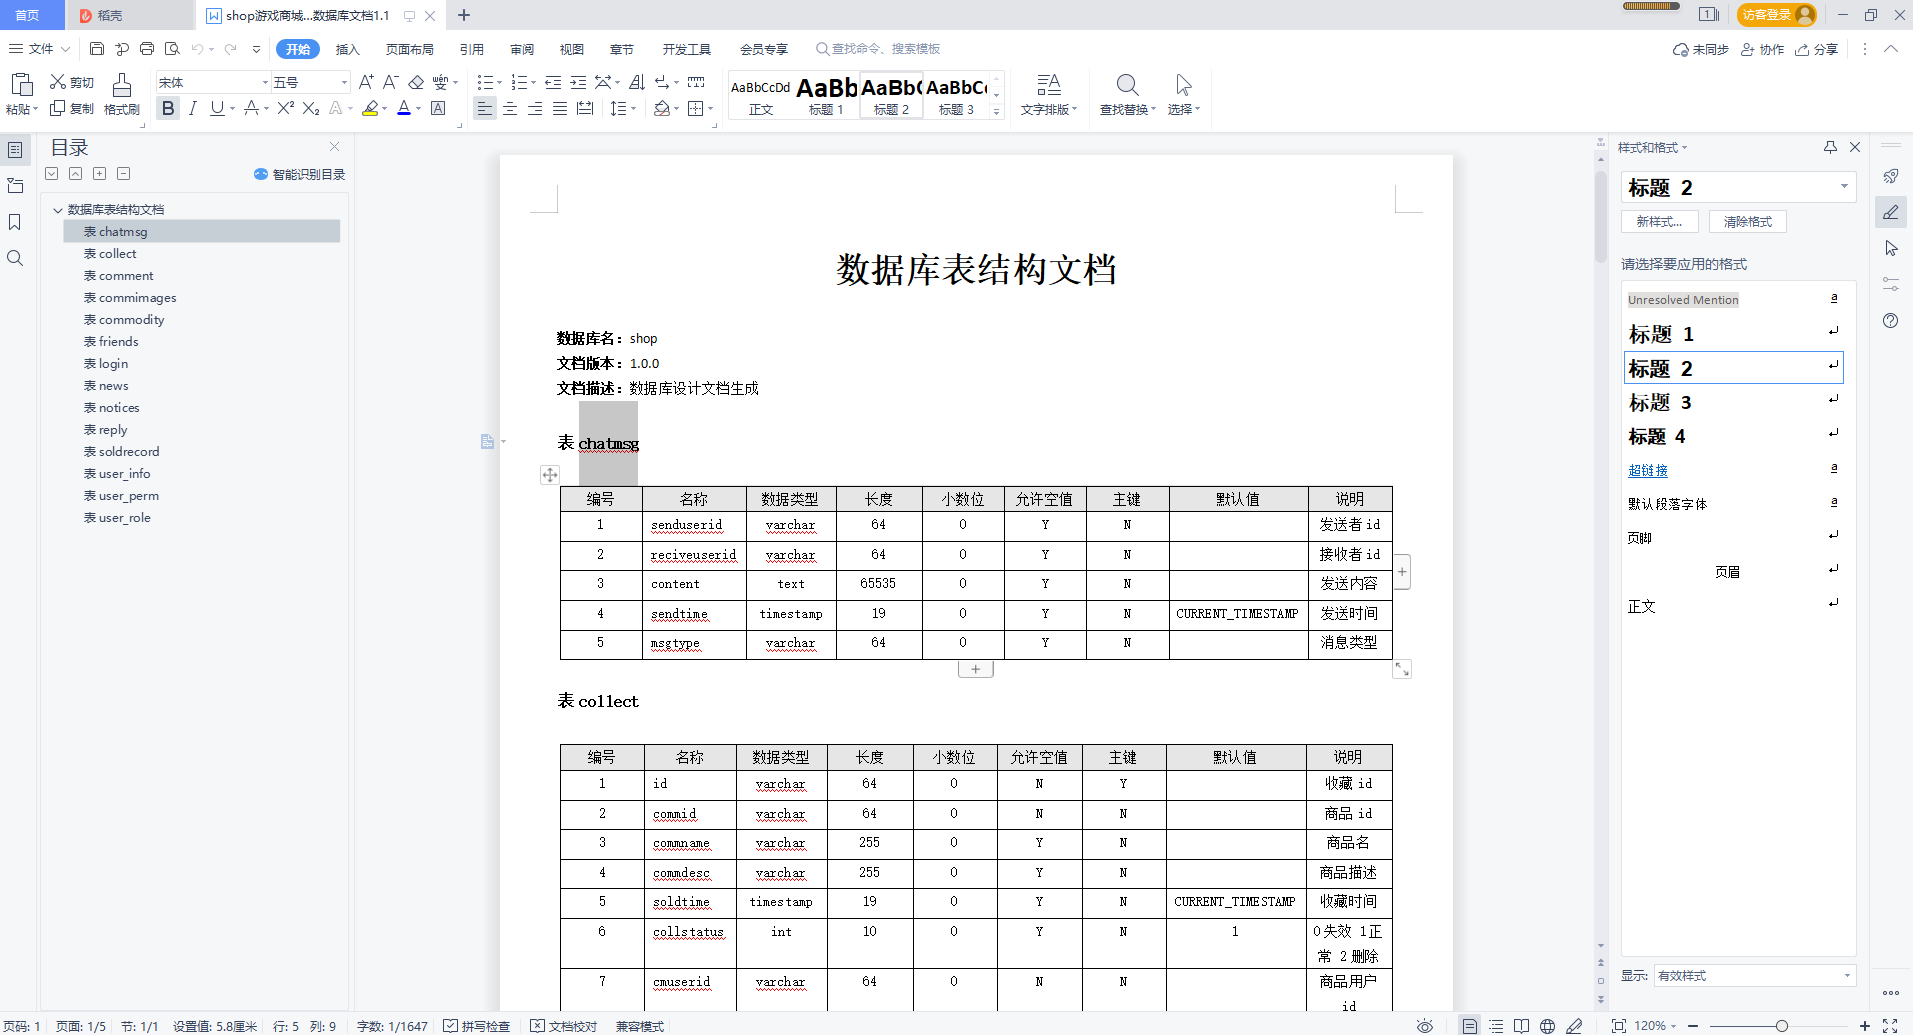 首页 稻壳 shop游戏商城...数据库文档1.1 1 访客登录
文件 开始 插入 页面布局 引用 审阅 视图 章节 开发工具 会员专享 查找命令、搜索模板 未同步 协作 分享
粘贴 剪切 复制 格式刷 宋体 五号 AaBbCcDd 正文 AaBb 标题 1 AaBb( 标题 2 AaBbC 标题 3 文字排版 查找替换 选择
目录
智能识别目录
数据库表结构文档
表 chatmsg
表 collect
表 comment
表 commimages
表 commodity
表 friends
表 login
表 news
表 notices
表 reply
表 soldrecord
表 user_info
表 user_perm
表 user_role
数据库表结构文档
数据库名：shop
文档版本：1.0.0
文档描述：数据库设计文档生成
表 chatmsg
编号 名称 数据类型 长度 小数位 允许空值 主键 默认值 说明
1 senduserid varchar 64 0 Y N 发送者 id
2 reciveuserid varchar 64 0 Y N 接收者 id
3 content text 65535 0 Y N 发送内容
4 sendtime timestamp 19 0 Y N CURRENT_TIMESTAMP 发送时间
5 msgtype varchar 64 0 Y N 消息类型
表 collect
编号 名称 数据类型 长度 小数位 允许空值 主键 默认值 说明
1 id varchar 64 0 N Y 收藏 id
2 commid varchar 64 0 N N 商品 id
3 commname varchar 255 0 Y N 商品名
4 commdesc varchar 255 0 Y N 商品描述
5 soldtime timestamp 19 0 Y N CURRENT_TIMESTAMP 收藏时间
6 collstatus int 10 0 Y N 1 0 失效 1 正
常 2 删除
7 cmuserid varchar 64 0 N N 商品用户
id
样式和格式
标题 2
新样式... 清除格式
请选择要应用的格式
Unresolved Mention a
标题 1
标题 2
标题 3
标题 4
超链接 a
默认段落字体 a
页脚
页眉
正文
显示: 有效样式
页码: 1 页面: 1/5 节: 1/1 设置值: 5.8厘米 行: 5 列: 9 字数: 1/1647 拼写检查 文档校对 兼容模式 120%